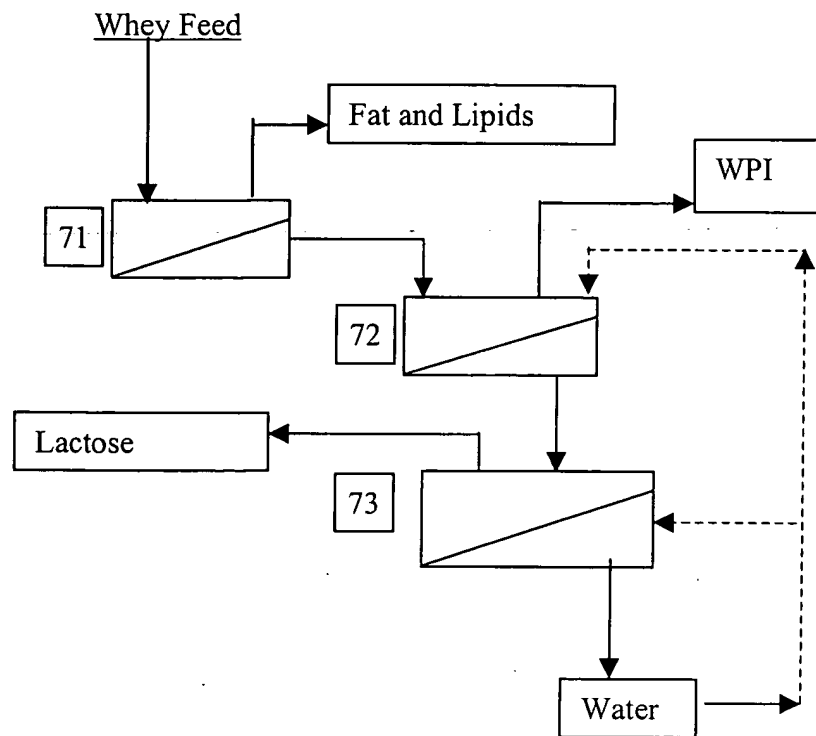 Whey Feed
Fat and Lipids
WPI
71
72
Lactose
73
Water